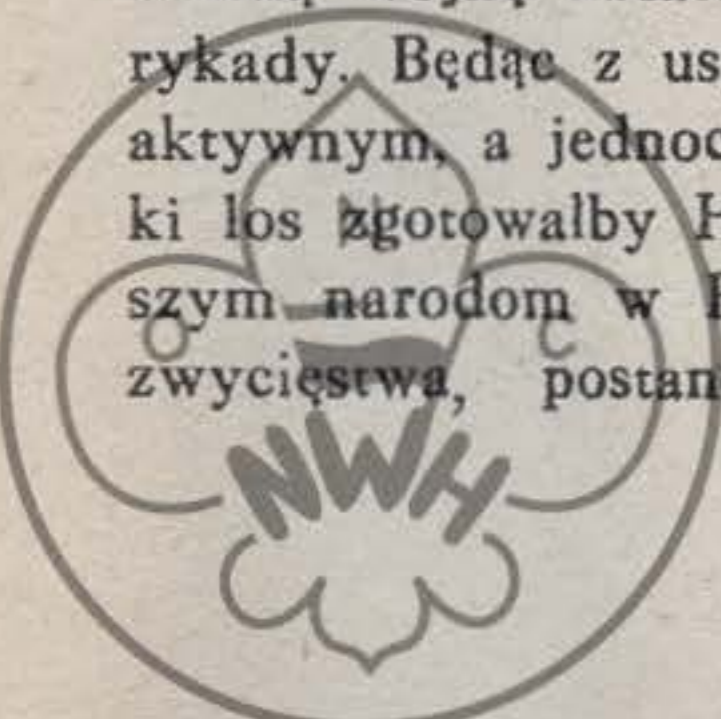 rykady. Będąc z us
aktywnym, a jednoc
ki los zgotowałby H
szym narodom w
zwycięstwa, postan
O N C
NWH